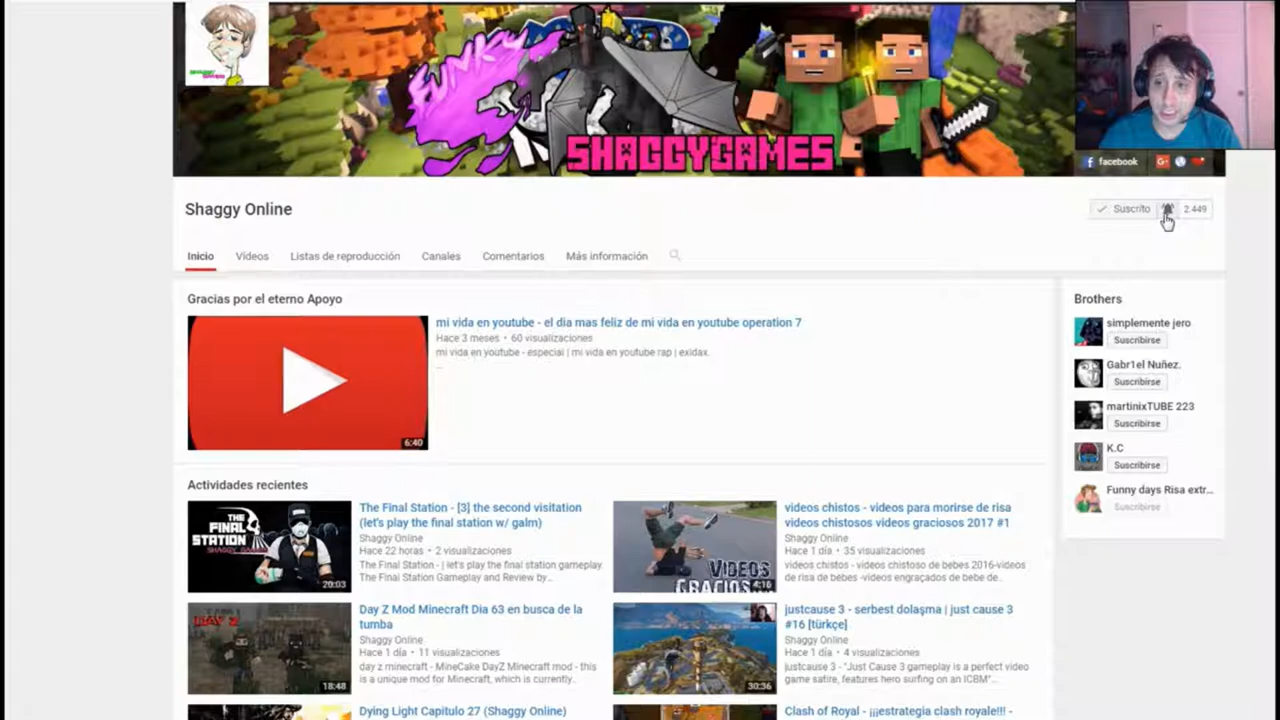 SHAGGYGAMES
facebook
Shaggy Online
Suscrito
2.449
Inicio
Vídeos
Listas de reproducción
Canales
Comentarios
Más información
Gracias por el eterno Apoyo
mi vida en youtube - el dia mas feliz de mi vida en youtube operation 7
Hace 3 meses • 60 visualizaciones
mi vida en youtube - especial | mi vida en youtube rap | exidax.
...
6:40
Brothers
simplemente jero
Suscribirse
Gabr1el Nuñez.
Suscribirse
martinixTUBE 223
Suscribirse
K.C
Suscribirse
Funny days Risa extr...
Suscribirse
Actividades recientes
THE
FINAL
STATION
SHAGGY
20:03
The Final Station - [3] the second visitation
(let's play the final station w/ galm)
Shaggy Online
Hace 22 horas • 2 visualizaciones
The Final Station - | let's play the final station gameplay.
The Final Station Gameplay and Review by...
VIDEOS
GRACIOS
4:16
videos chistos - videos para morirse de risa
videos chistosos videos graciosos 2017 #1
Shaggy Online
Hace 1 día • 35 visualizaciones
videos chistos - videos chistoso de bebes 2016-videos
de risa de bebes -videos engraçados de bebe de...
DAY Z
18:48
Day Z Mod Minecraft Dia 63 en busca de la
tumba
Shaggy Online
Hace 1 día • 11 visualizaciones
day z minecraft - MineCake DayZ Minecraft mod - this
is a unique mod for Minecraft, which is currently...
30:36
justcause 3 - serbest dolaşma | just cause 3
#16 [türkçe]
Shaggy Online
Hace 1 día • 4 visualizaciones
justcause 3 - "Just Cause 3 gameplay is a perfect video
game satire, features hero surfing on an ICBM"...
Dying Light Capitulo 27 (Shaggy Online)
Clash of Royal - ¡¡¡estrategia clash royale!!! -